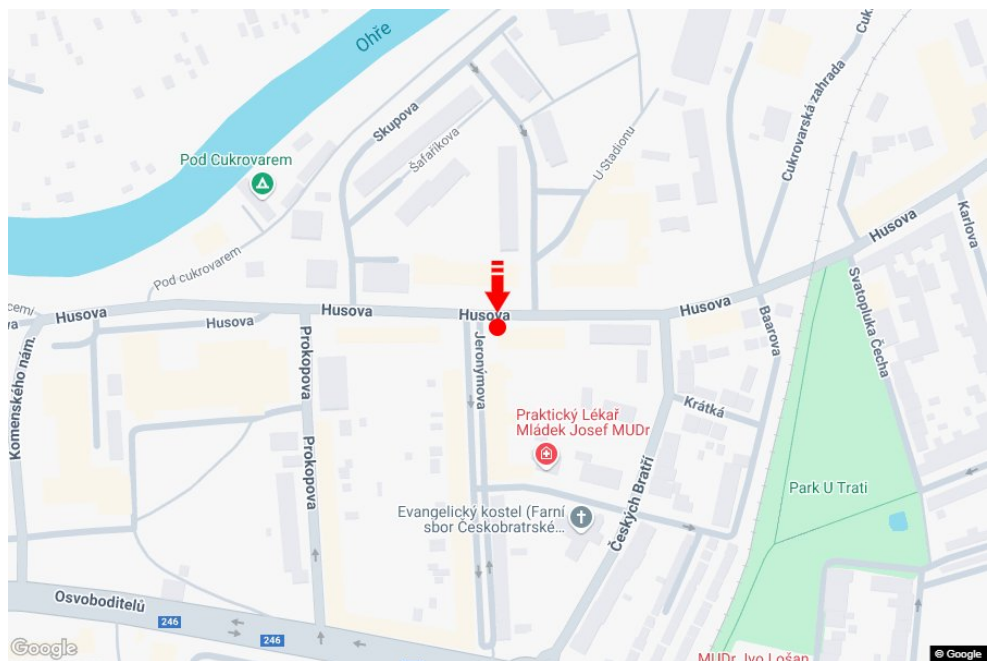 Ohře
Cukrovarská zahrada
Skupova
Šafaříkova
Pod Cukrovarem
U Stadionu
Husova
Karlova
Pod cukrovarem
Husova
Husova
Husova
Husova
Husova
Baarova
Svatopluka Čecha
Komenského nám.
Prokopova
Jeronýmova
Krátká
Praktický Lékař
Mládek Josef MUDr
Prokopova
Českých Bratří
Park U Trati
Evangelický kostel (Farní
sbor Českobratrské...
Osvoboditelů
246
246
MUDr. Ivo Lošan
Google
© Google